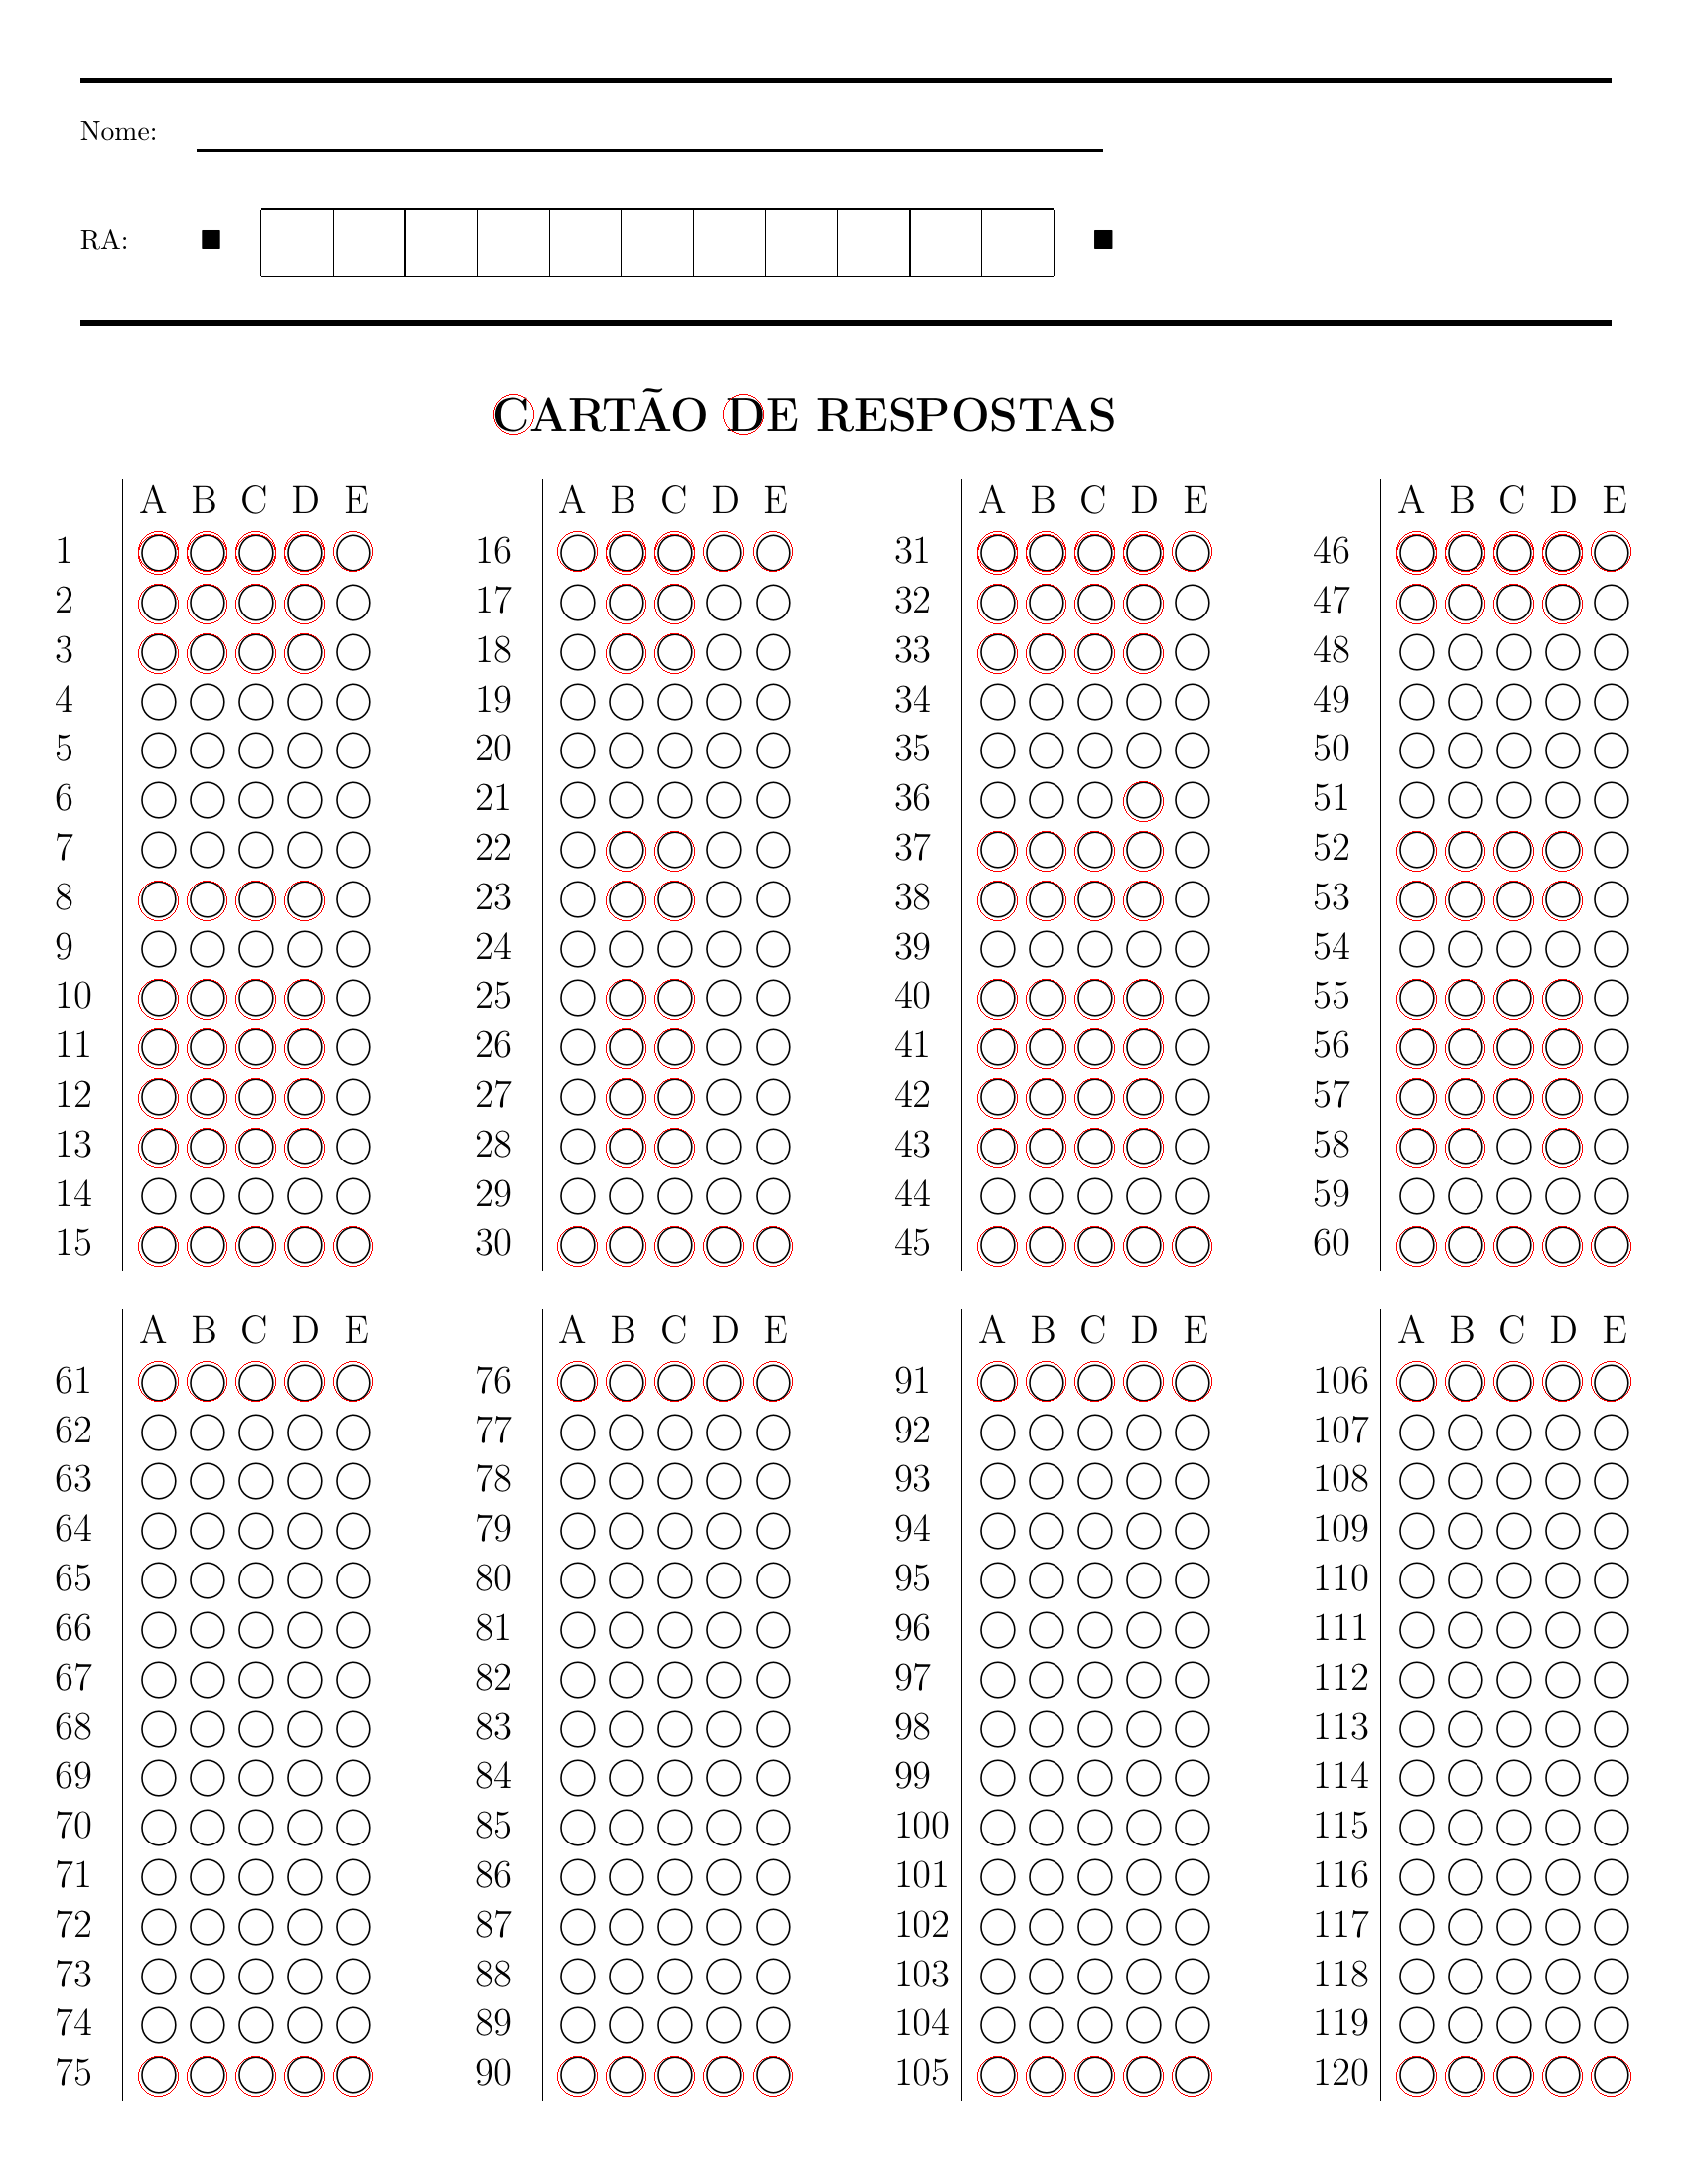 Nome:
RA:
CARTÃO DE RESPOSTAS
A B C D E A B C D E A B C D E A B C D E
1 16 31 46
2 17 32 47
3 18 33 48
4 19 34 49
5 20 35 50
6 21 36 51
7 22 37 52
8 23 38 53
9 24 39 54
10 25 40 55
11 26 41 56
12 27 42 57
13 28 43 58
14 29 44 59
15 30 45 60
A B C D E A B C D E A B C D E A B C D E
61 76 91 106
62 77 92 107
63 78 93 108
64 79 94 109
65 80 95 110
66 81 96 111
67 82 97 112
68 83 98 113
69 84 99 114
70 85 100 115
71 86 101 116
72 87 102 117
73 88 103 118
74 89 104 119
75 90 105 120